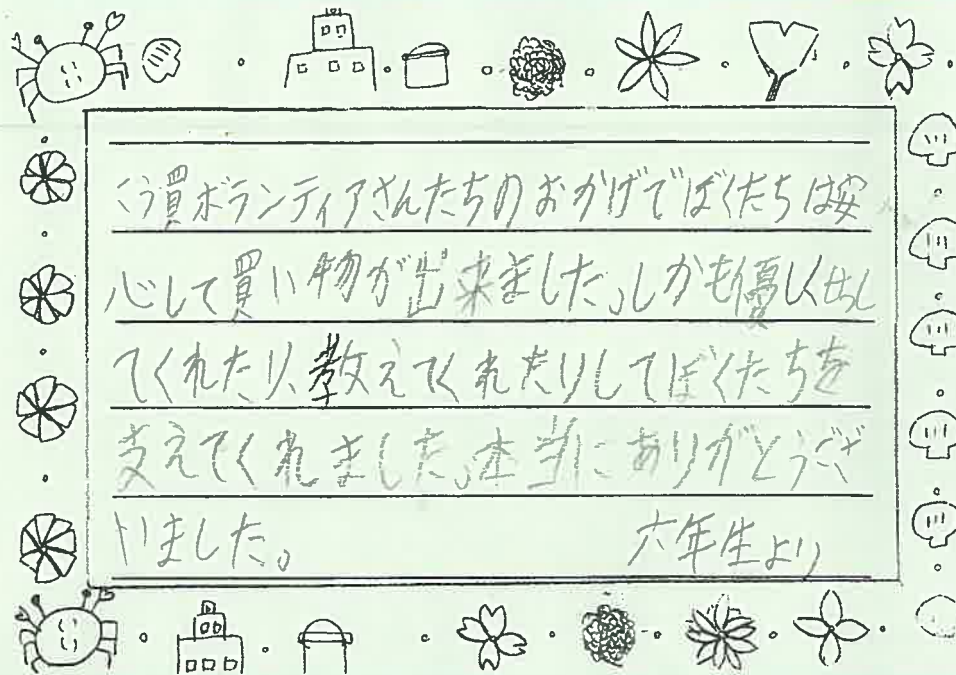 こう買ボランティアさんたちのおかげでぼくたちは安
心して買い物が出来ました。しかも優しく出し
てくれたり、教えてくれたりしてぼくたちを
支えてくれました。本当にありがとうござ
いました。 六年生より